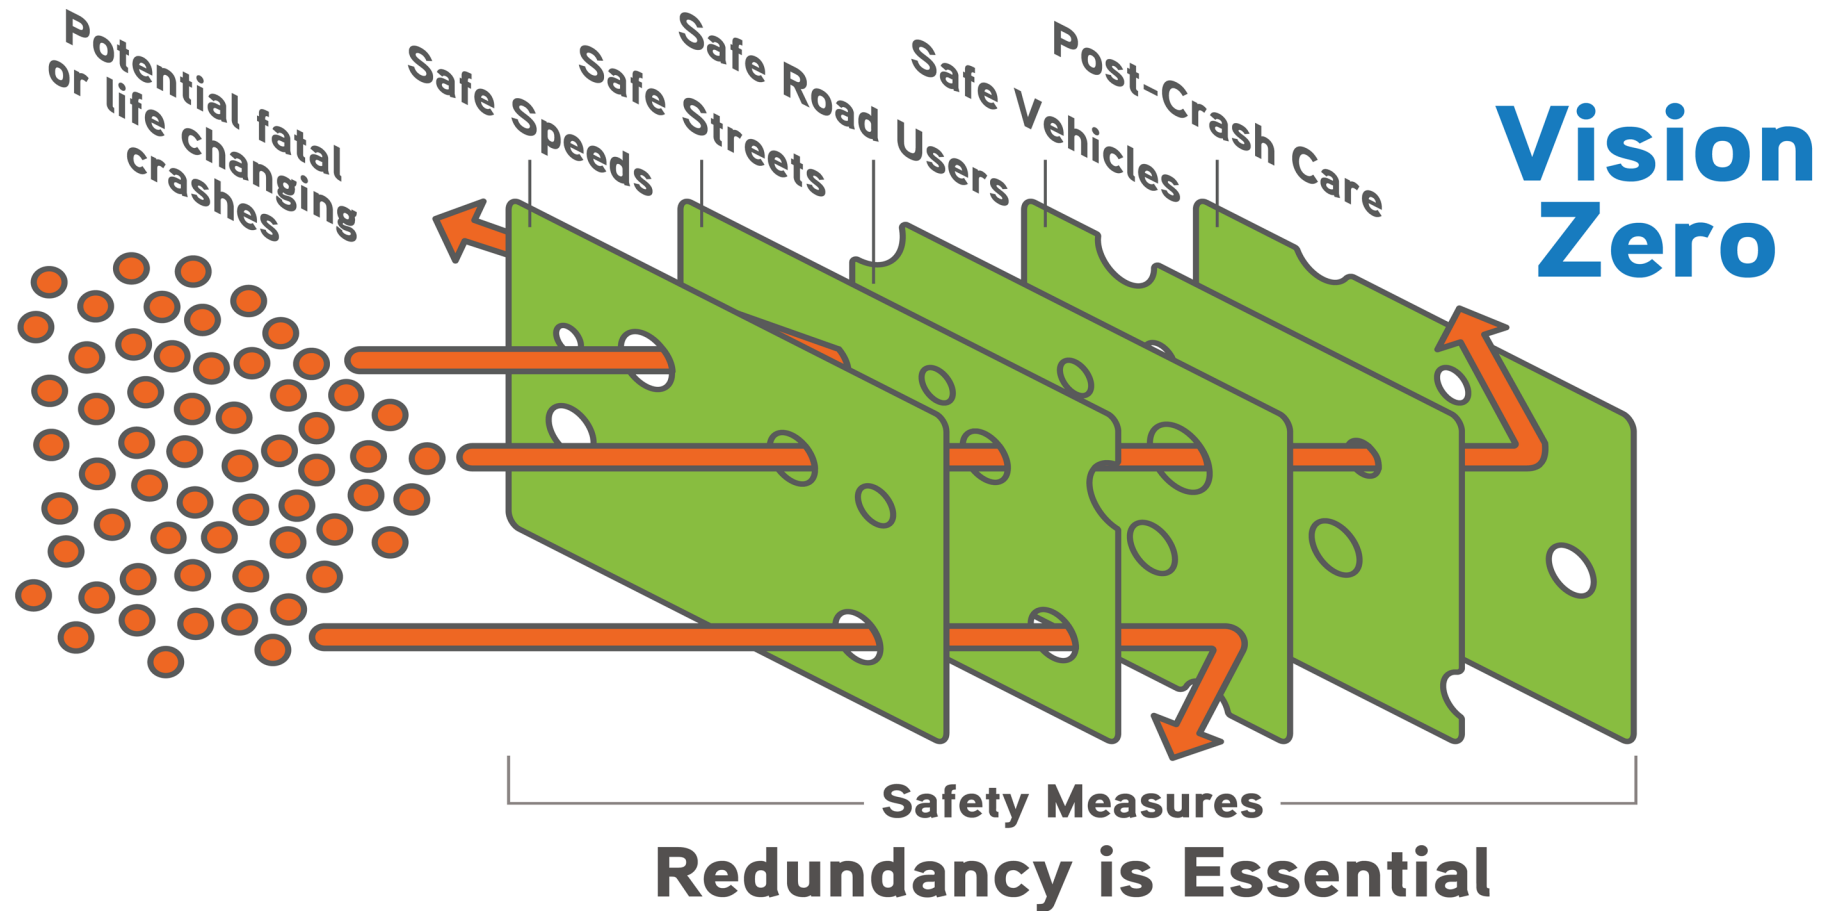 Potential fatal
or life changing
crashes
Safe Speeds
Safe Streets
Safe Road Users
Safe Vehicles
Post-Crash Care
Vision
Zero
Safety Measures
Redundancy is Essential